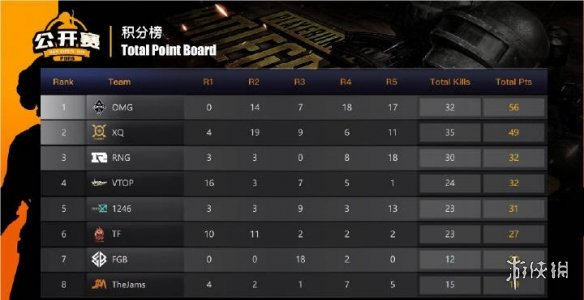 公开赛
积分榜
Total Point Board
Rank Team R1 R2 R3 R4 R5 Total Kills Total Pts
1 OMG 0 14 7 18 17 32 56
2 XQ 4 19 9 6 11 35 49
3 RNG 3 3 0 8 18 30 32
4 VTOP 16 3 7 5 1 24 32
5 1246 3 3 9 3 13 23 31
6 TF 10 11 2 2 2 23 27
7 FGB 0 0 18 2 0 12
8 TheJams 4 2 1 7 5 15
游侠网